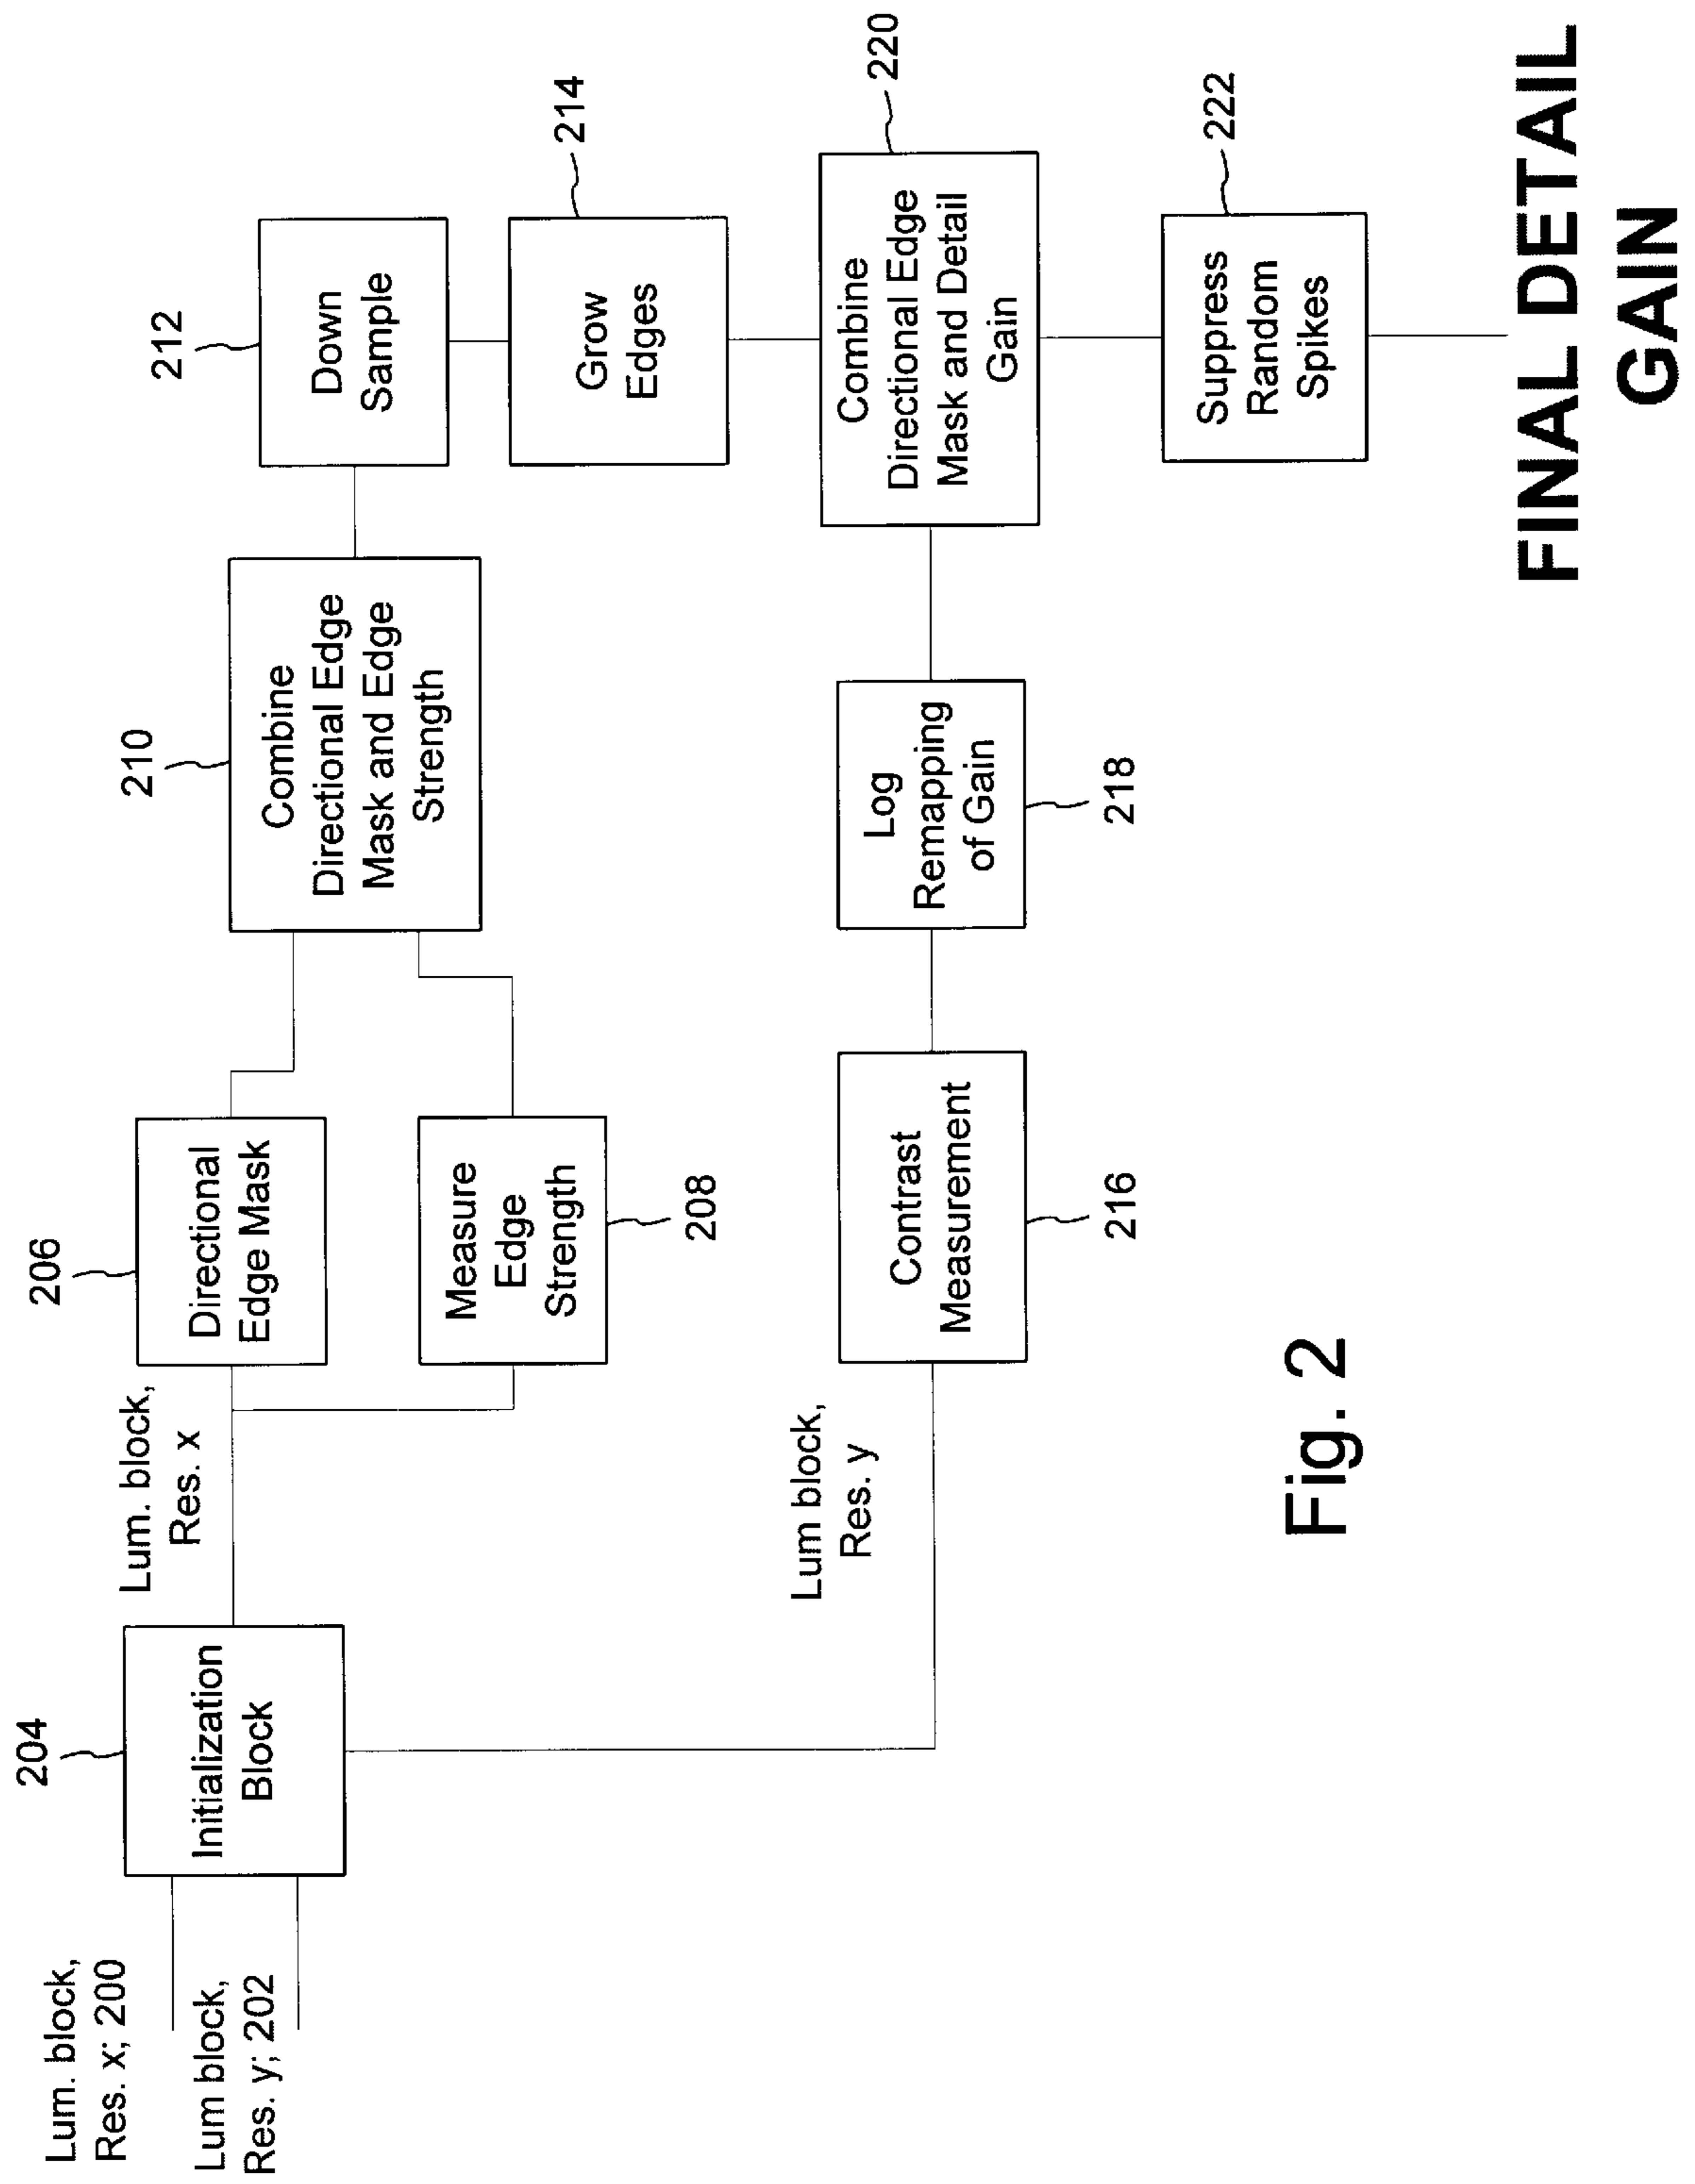 Lum. block,
Res. x; 200
Lum block,
Res. y; 202
204
Initialization
Block
Lum. block,
Res. x
206
Directional
Edge Mask
Measure
Edge
Strength
208
210
Combine
Directional Edge
Mask and Edge
Strength
212
Down
Sample
Grow
Edges
214
Lum block,
Res. y
Contrast
Measurement
216
Log
Remapping
of Gain
218
Combine
Directional Edge
Mask and Detail
Gain
220
Suppress
Random
Spikes
222
FINAL DETAIL
GAIN
Fig. 2